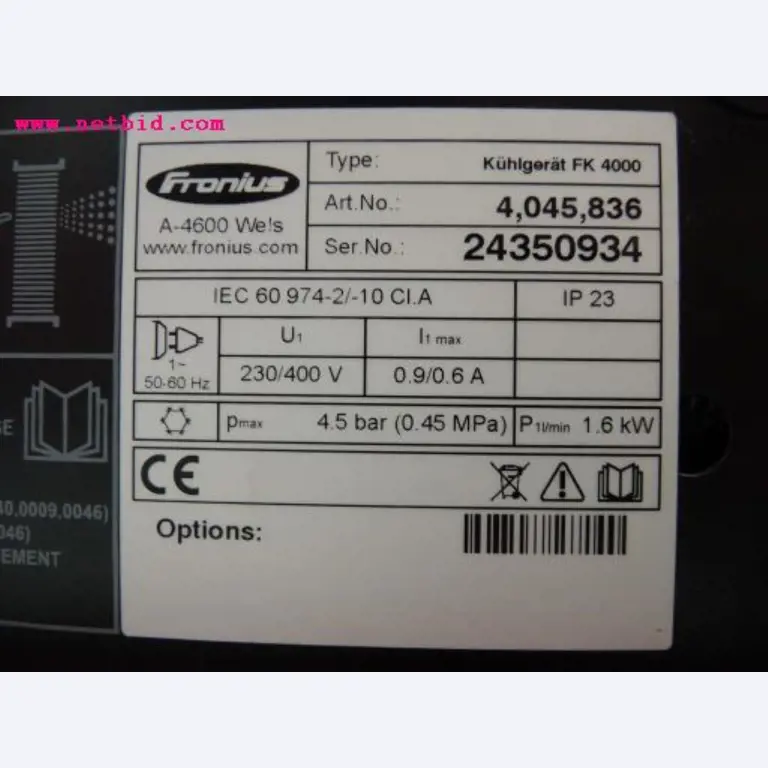 www.netbid.com
Fronius
A-4600 Wels
www.fronius.com
Type: Kühlgerät FK 4000
Art.No.: 4,045,836
Ser.No.: 24350934
IEC 60 974-2/-10 Cl.A IP 23
1~
50-60 Hz
U1 I1 max
230/400 V 0.9/0.6 A
pmax 4.5 bar (0.45 MPa) P1l/min 1.6 kW
CE
Options:
40,0009,0046)
046)
EMENT